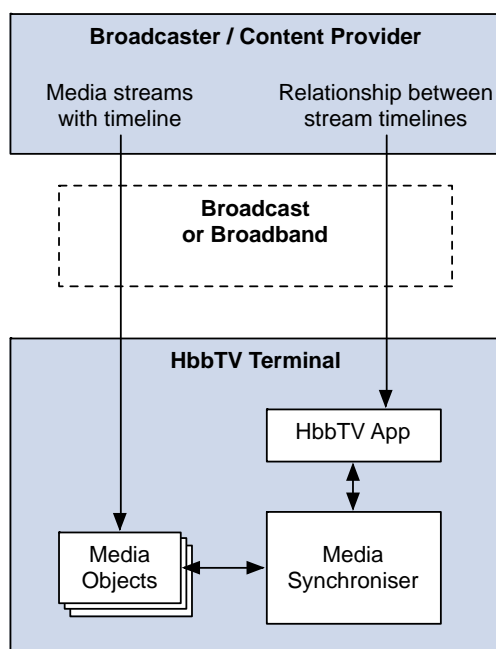 Broadcaster / Content Provider
Media streams
with timeline
Relationship between
stream timelines
Broadcast
or Broadband
HbbTV Terminal
HbbTV App
Media
Objects
Media
Synchroniser